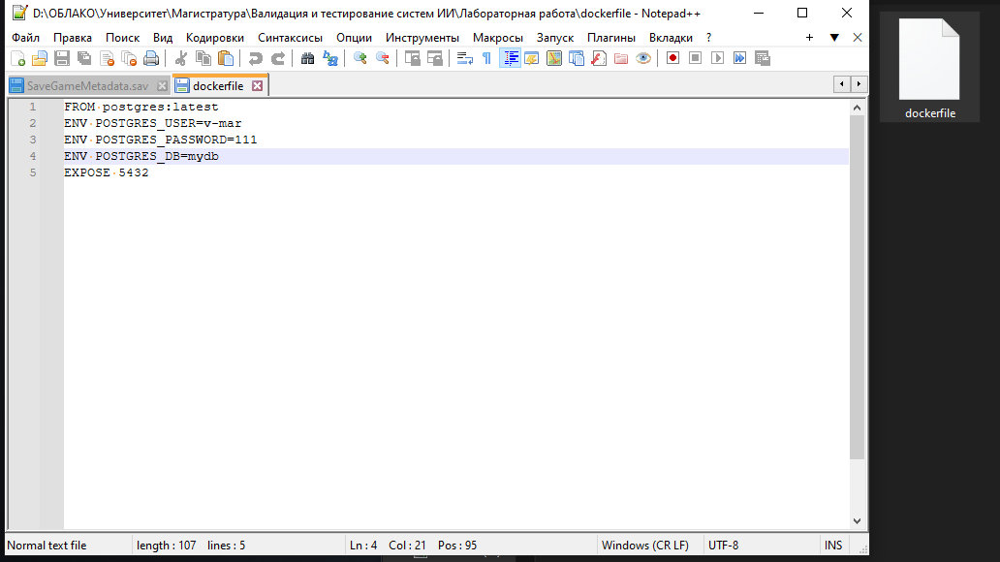 D:\ОБЛАКО\Университет\Магистратура\Валидация и тестирование систем ИИ\Лабораторная работа\dockerfile - Notepad++
Файл Правка Поиск Вид Кодировки Синтаксисы Опции Инструменты Макросы Запуск Плагины Вкладки ?
SaveGameMetadata.sav dockerfile
1 FROM postgres:latest
2 ENV POSTGRES_USER=v-mar
3 ENV POSTGRES_PASSWORD=111
4 ENV POSTGRES_DB=mydb
5 EXPOSE 5432
Normal text file length : 107 lines : 5 Ln : 4 Col : 21 Pos : 95 Windows (CR LF) UTF-8 INS
dockerfile